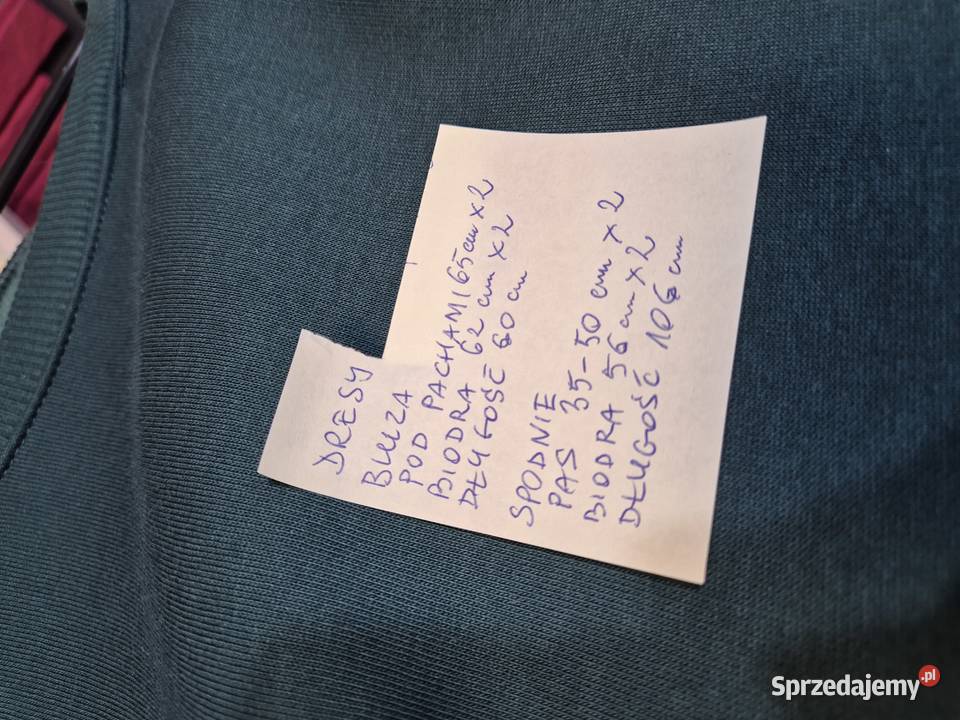 DRESY
BLUZA
POD PACHAMI 65 cm x 2
BIODRA 62 cm x 2
DŁUGOŚĆ 60 cm
SPODNIE
PAS 35-50 cm x 2
BIODRA 56 cm x 2
DŁUGOŚĆ 106 cm
Sprzedajemy.pl